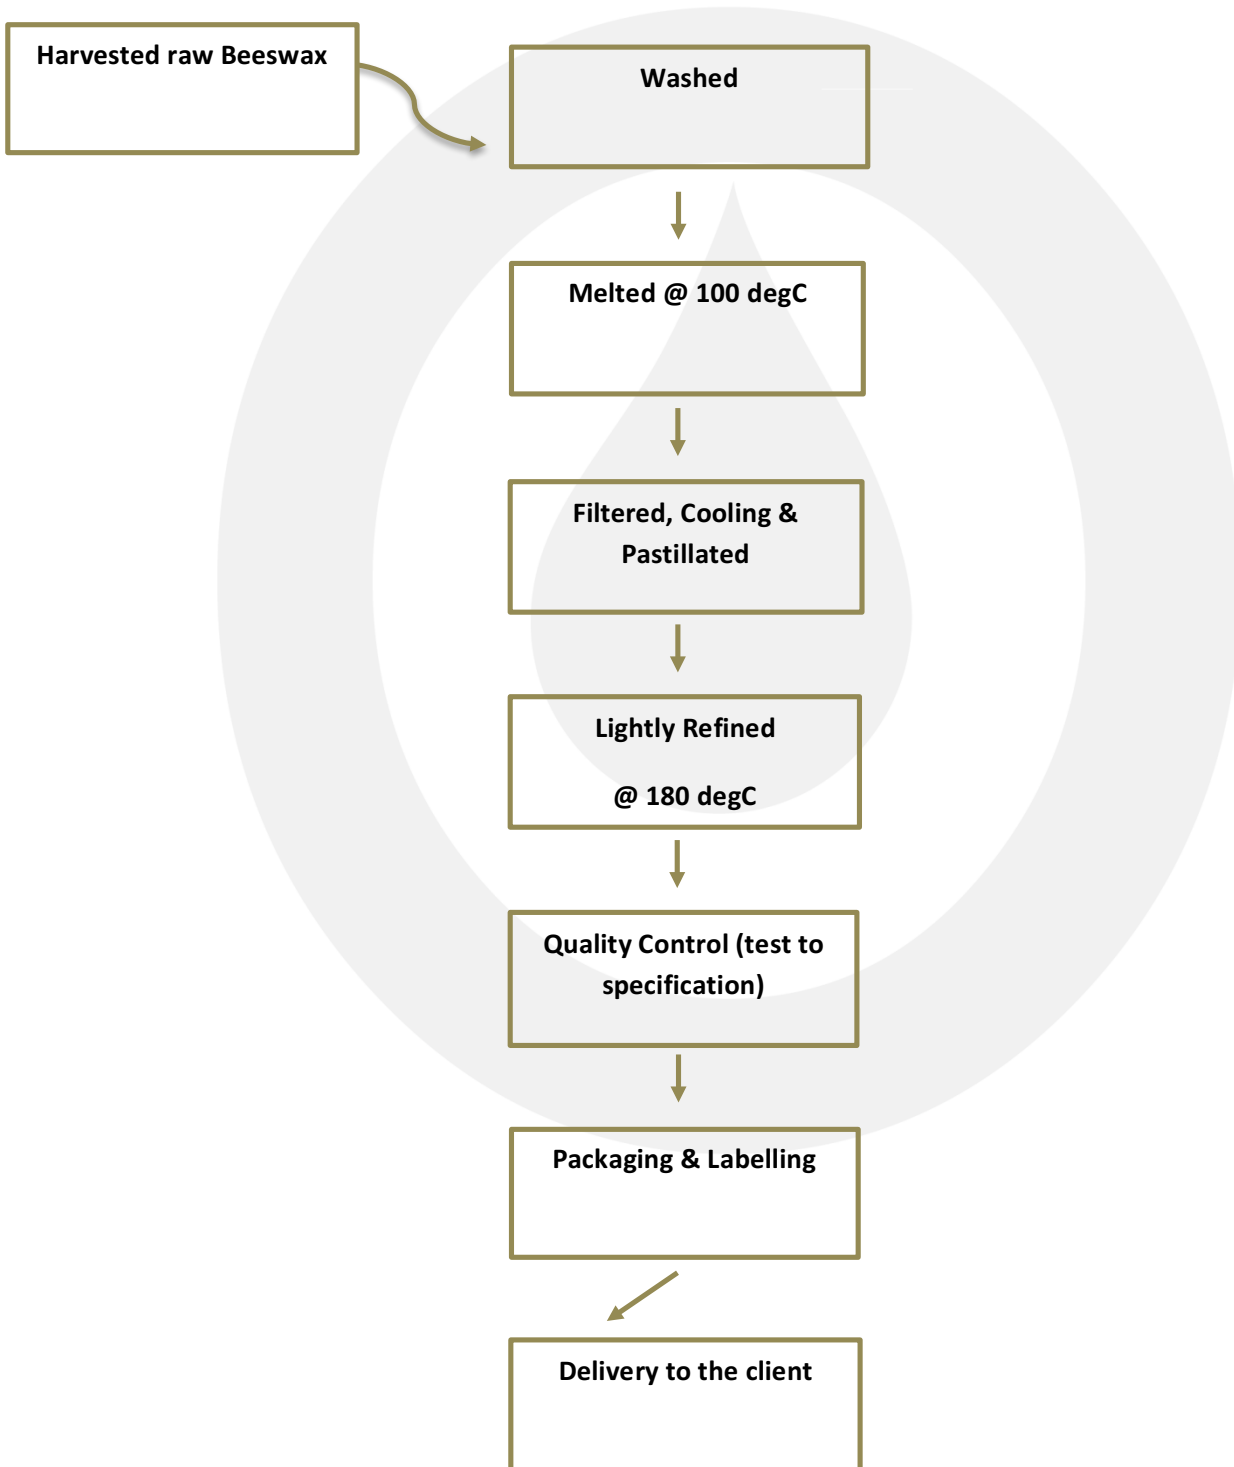 Harvested raw Beeswax
Washed
Melted @ 100 degC
Filtered, Cooling &
Pastillated
Lightly Refined
@ 180 degC
Quality Control (test to
specification)
Packaging & Labelling
Delivery to the client